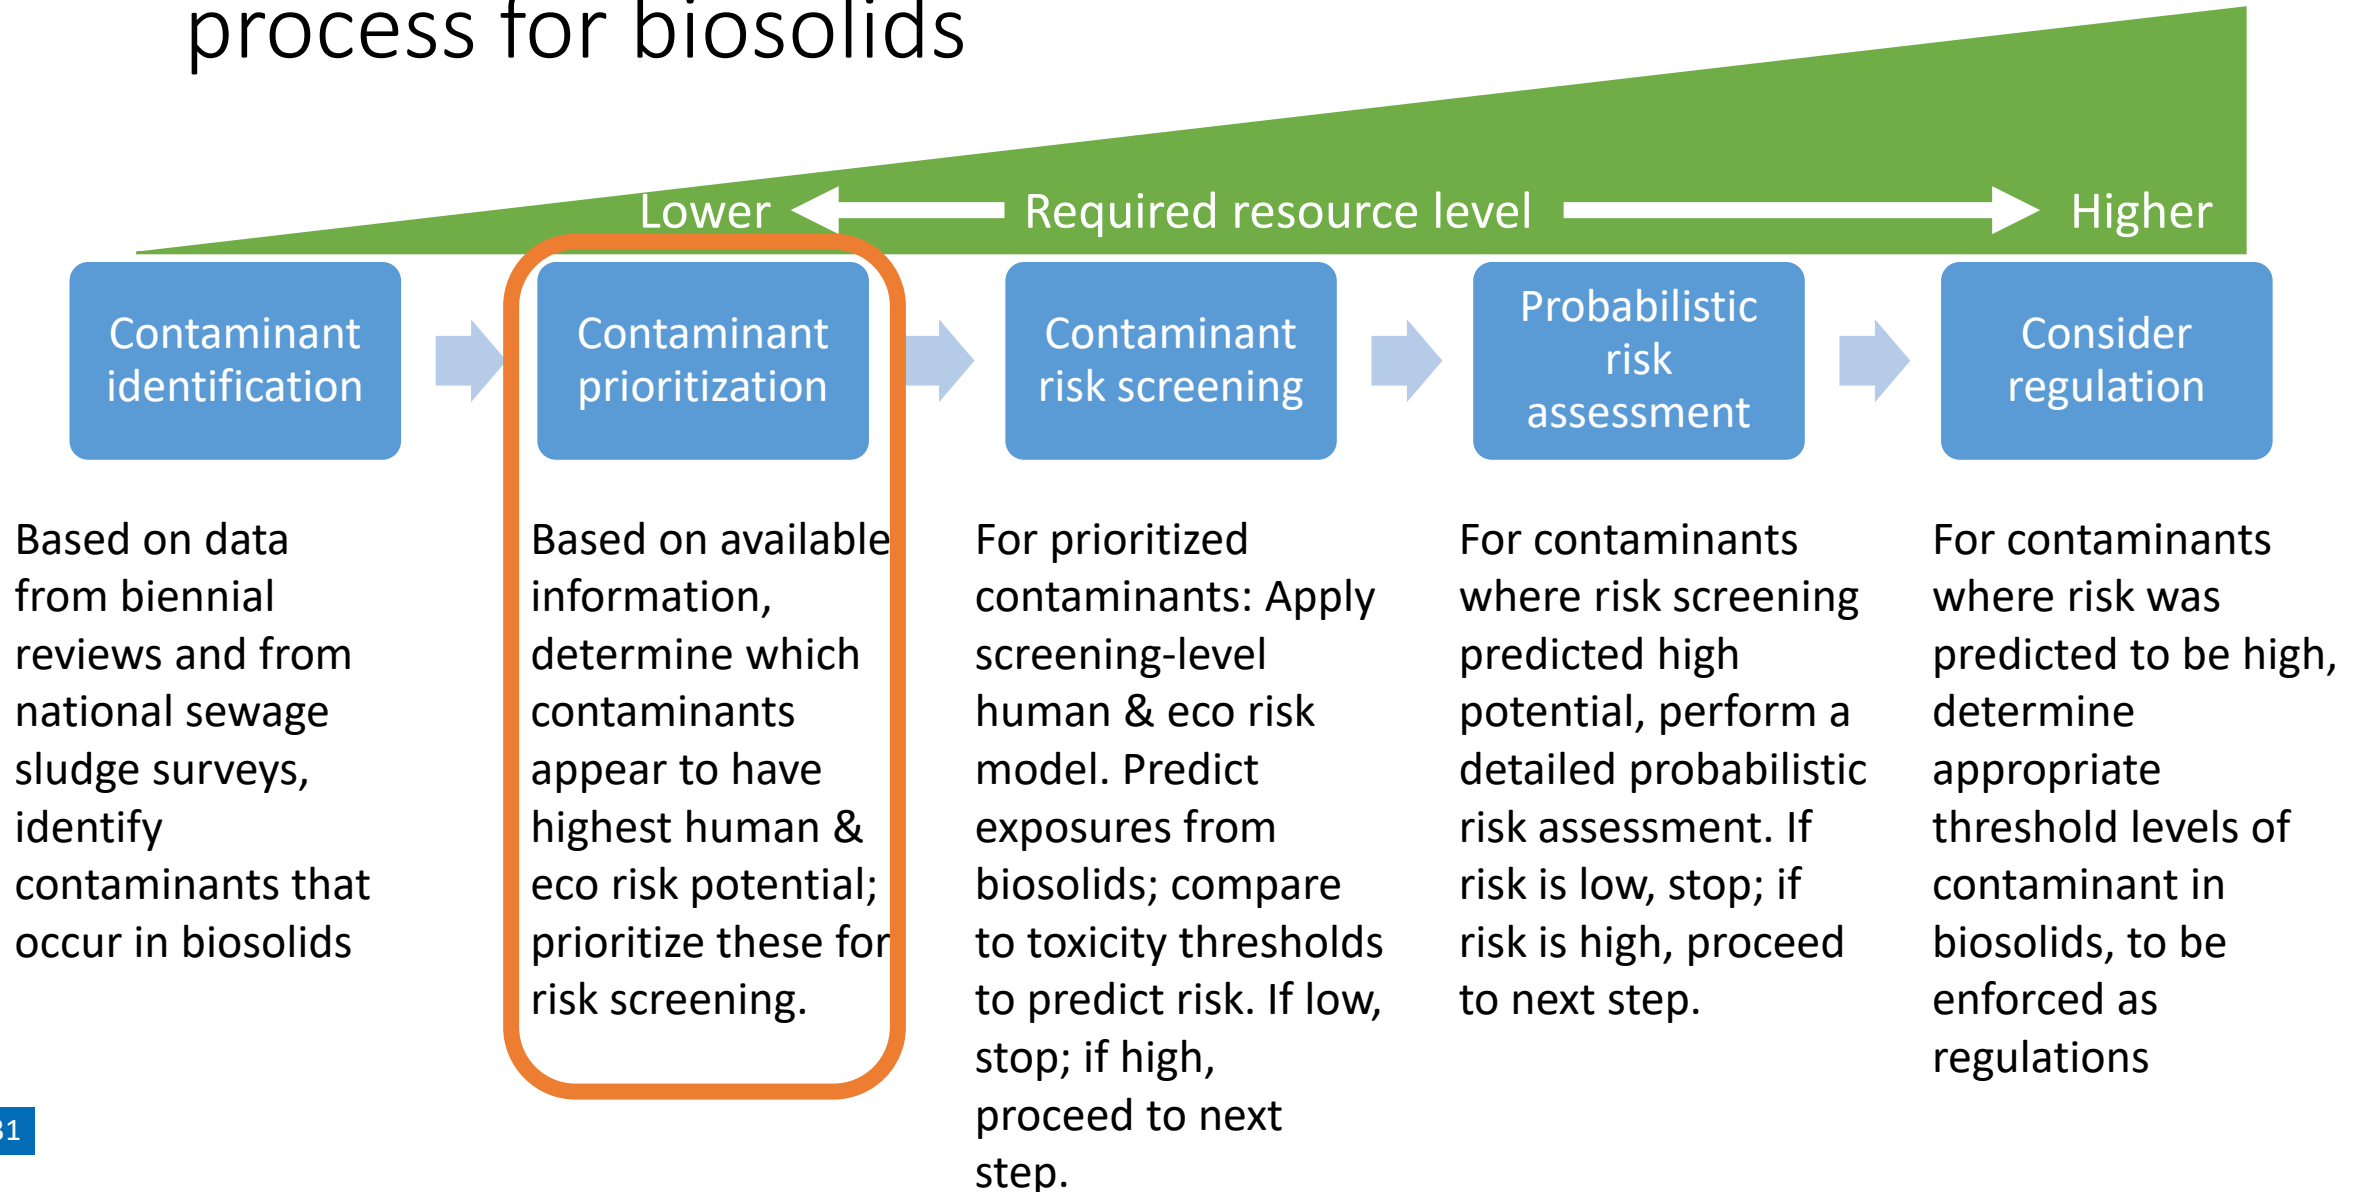 process for biosolids
Lower
Required resource level
Higher
Contaminant
identification
Contaminant
prioritization
Contaminant
risk screening
Probabilistic
risk
assessment
Consider
regulation
Based on data
from biennial
reviews and from
national sewage
sludge surveys,
identify
contaminants that
occur in biosolids
Based on available
information,
determine which
contaminants
appear to have
highest human &
eco risk potential;
prioritize these for
risk screening.
For prioritized
contaminants: Apply
screening-level
human & eco risk
model. Predict
exposures from
biosolids; compare
to toxicity thresholds
to predict risk. If low,
stop; if high,
proceed to next
step.
For contaminants
where risk screening
predicted high
potential, perform a
detailed probabilistic
risk assessment. If
risk is low, stop; if
risk is high, proceed
to next step.
For contaminants
where risk was
predicted to be high,
determine
appropriate
threshold levels of
contaminant in
biosolids, to be
enforced as
regulations